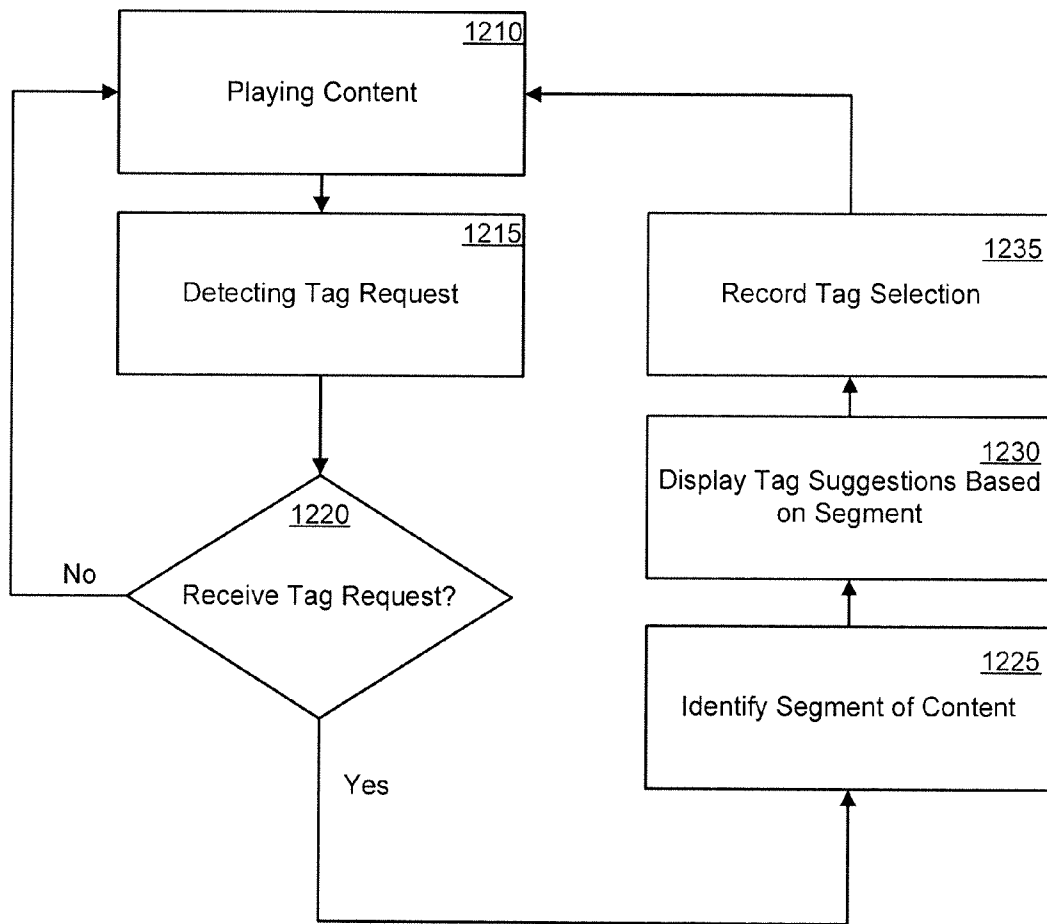 1210
Playing Content
1215
Detecting Tag Request
1220
Receive Tag Request?
No
Yes
1225
Identify Segment of Content
1230
Display Tag Suggestions Based
on Segment
1235
Record Tag Selection